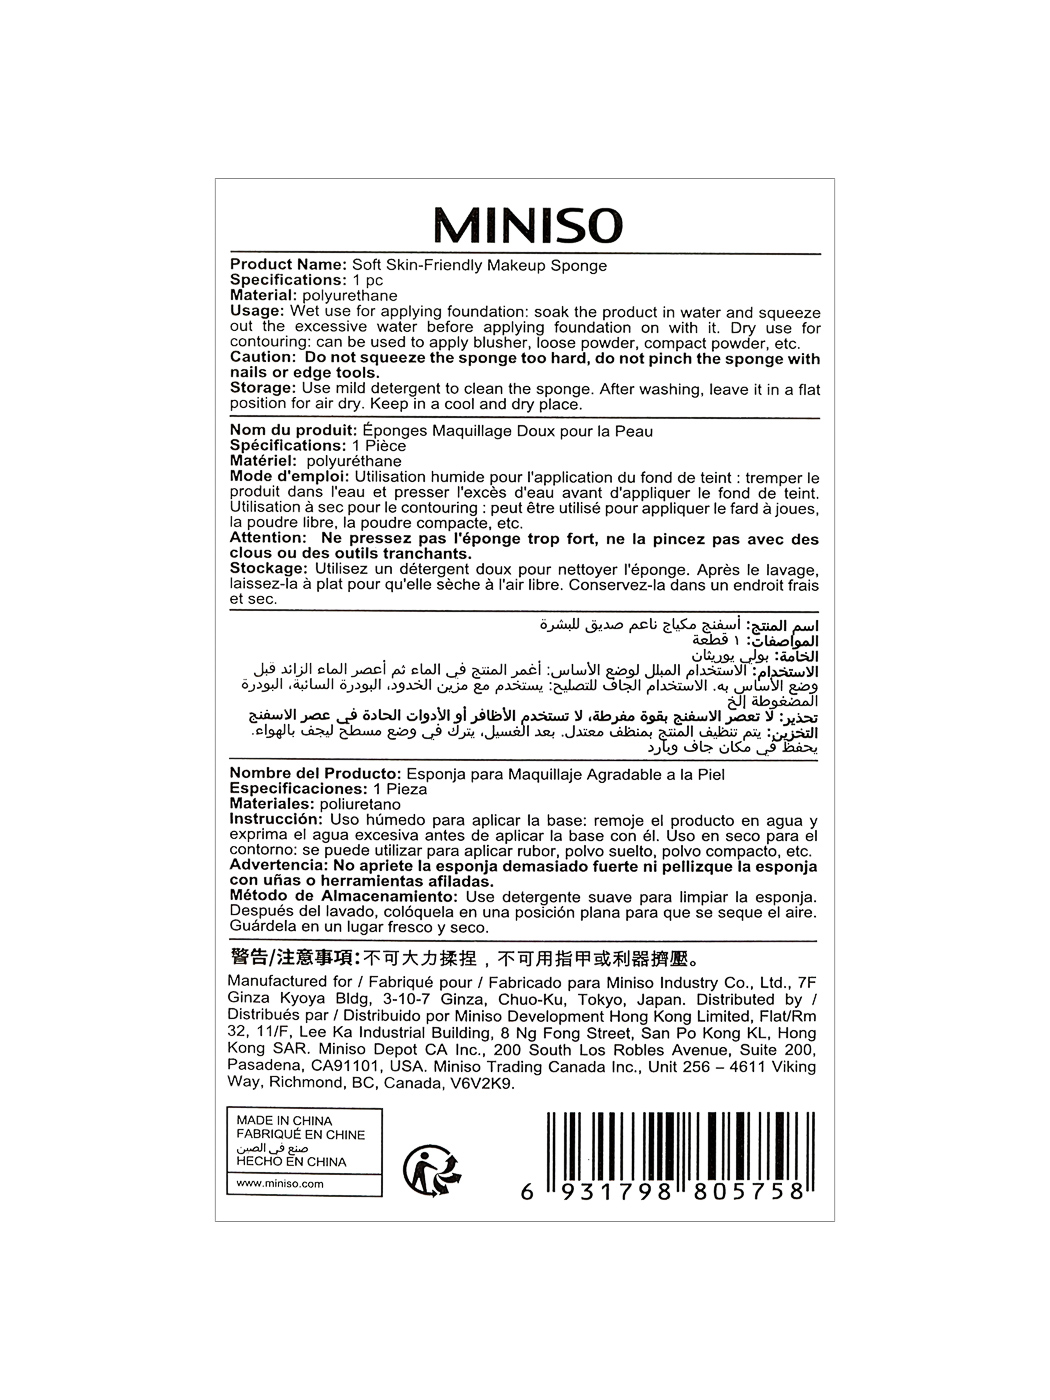 MINISO
Product Name: Soft Skin-Friendly Makeup Sponge
Specifications: 1 pc
Material: polyurethane
Usage: Wet use for applying foundation: soak the product in water and squeeze
out the excessive water before applying foundation on with it. Dry use for
contouring: can be used to apply blusher, loose powder, compact powder, etc.
Caution: Do not squeeze the sponge too hard, do not pinch the sponge with
nails or edge tools.
Storage: Use mild detergent to clean the sponge. After washing, leave it in a flat
position for air dry. Keep in a cool and dry place.
Nom du produit: Éponges Maquillage Doux pour la Peau
Spécifications: 1 Pièce
Matériel: polyuréthane
Mode d'emploi: Utilisation humide pour l'application du fond de teint : tremper le
produit dans l'eau et presser l'excès d'eau avant d'appliquer le fond de teint.
Utilisation à sec pour le contouring : peut être utilisé pour appliquer le fard à joues,
la poudre libre, la poudre compacte, etc.
Attention: Ne pressez pas l'éponge trop fort, ne la pincez pas avec des
clous ou des outils tranchants.
Stockage: Utilisez un détergent doux pour nettoyer l'éponge. Après le lavage,
laissez-la à plat pour qu'elle sèche à l'air libre. Conservez-la dans un endroit frais
et sec.
اسم المنتج: أسفنج مكياج ناعم صديق للبشرة
المواصفات: ١ قطعة
الخامة: بولي يوريثان
الاستخدام: الاستخدام المبلل لوضع الأساس: أغمر المنتج في الماء ثم أعصر الماء الزائد قبل
وضع الأساس به. الاستخدام الجاف للتصليح: يستخدم مع مزين الخدود، البودرة السائبة، البودرة
المضغوطة إلخ
تحذير: لا تعصر الاسفنج بقوة مفرطة، لا تستخدم الأظافر أو الأدوات الحادة في عصر الاسفنج
التخزين: يتم تنظيف المنتج بمنظف معتدل. بعد الغسيل، يترك في وضع مسطح ليجف بالهواء.
يحفظ في مكان جاف وبارد
Nombre del Producto: Esponja para Maquillaje Agradable a la Piel
Especificaciones: 1 Pieza
Materiales: poliuretano
Instrucción: Uso húmedo para aplicar la base: remoje el producto en agua y
exprima el agua excesiva antes de aplicar la base con él. Uso en seco para el
contorno: se puede utilizar para aplicar rubor, polvo suelto, polvo compacto, etc.
Advertencia: No apriete la esponja demasiado fuerte ni pellizque la esponja
con uñas o herramientas afiladas.
Método de Almacenamiento: Use detergente suave para limpiar la esponja.
Después del lavado, colóquela en una posición plana para que se seque el aire.
Guárdela en un lugar fresco y seco.
警告/注意事項:不可大力揉捏，不可用指甲或利器擠壓。
Manufactured for / Fabriqué pour / Fabricado para Miniso Industry Co., Ltd., 7F
Ginza Kyoya Bldg, 3-10-7 Ginza, Chuo-Ku, Tokyo, Japan. Distributed by /
Distribués par / Distribuido por Miniso Development Hong Kong Limited, Flat/Rm
32, 11/F, Lee Ka Industrial Building, 8 Ng Fong Street, San Po Kong KL, Hong
Kong SAR. Miniso Depot CA Inc., 200 South Los Robles Avenue, Suite 200,
Pasadena, CA91101, USA. Miniso Trading Canada Inc., Unit 256 – 4611 Viking
Way, Richmond, BC, Canada, V6V2K9.
MADE IN CHINA
FABRIQUÉ EN CHINE
صنع في الصين
HECHO EN CHINA
www.miniso.com
6 931798 805758